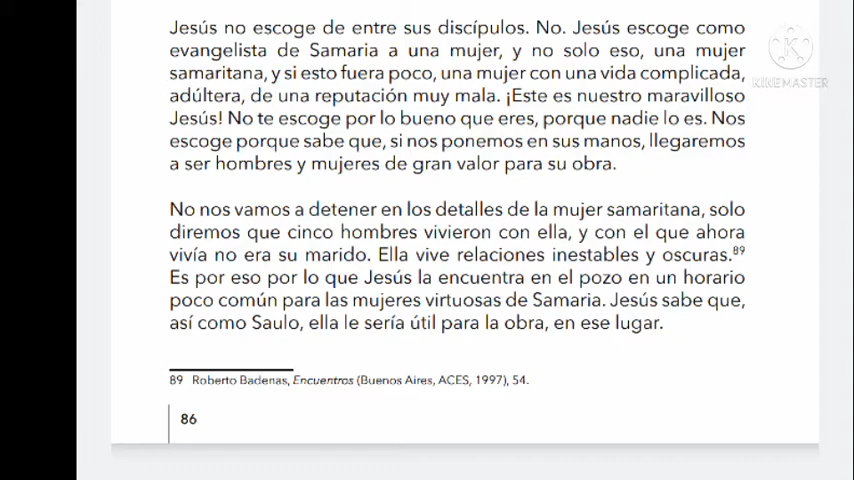 Jesús no escoge de entre sus discípulos. No. Jesús escoge como
evangelista de Samaria a una mujer, y no solo eso, una mujer
samaritana, y si esto fuera poco, una mujer con una vida complicada,
adúltera, de una reputación muy mala. ¡Este es nuestro maravilloso
Jesús! No te escoge por lo bueno que eres, porque nadie lo es. Nos
escoge porque sabe que, si nos ponemos en sus manos, llegaremos
a ser hombres y mujeres de gran valor para su obra.
No nos vamos a detener en los detalles de la mujer samaritana, solo
diremos que cinco hombres vivieron con ella, y con el que ahora
vivía no era su marido. Ella vive relaciones inestables y oscuras.89
Es por eso por lo que Jesús la encuentra en el pozo en un horario
poco común para las mujeres virtuosas de Samaria. Jesús sabe que,
así como Saulo, ella le sería útil para la obra, en ese lugar.
89 Roberto Badenas, Encuentros (Buenos Aires, ACES, 1997), 54.
86
K
KINEMASTER